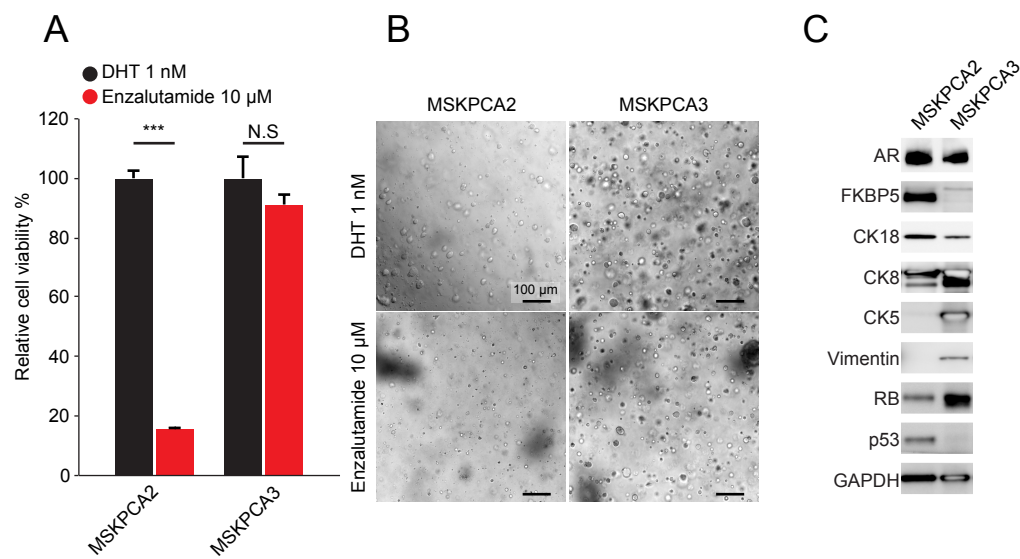 A
DHT 1 nM
Enzalutamide 10 µM
Relative cell viability %
120
100
80
60
40
20
0
***
N.S
MSKPCA2
MSKPCA3
B
MSKPCA2
MSKPCA3
DHT 1 nM
Enzalutamide 10 µM
100 µm
C
MSKPCA2
MSKPCA3
AR
FKBP5
CK18
CK8
CK5
Vimentin
RB
p53
GAPDH